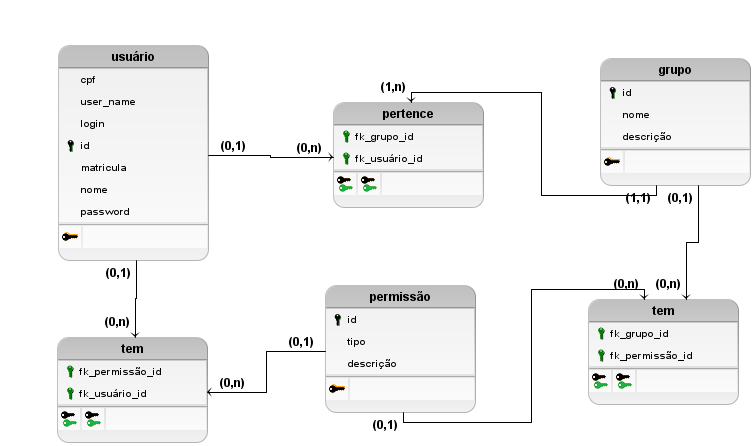 usuário
cpf
user_name
login
id
matricula
nome
password
(0,1)
(0,n)
(1,n)
pertence
fk_grupo_id
fk_usuário_id
grupo
id
nome
descrição
(1,1)
(0,1)
(0,1)
(0,n)
tem
fk_permissão_id
fk_usuário_id
(0,n)
(0,1)
permissão
id
tipo
descrição
(0,1)
(0,n)
(0,n)
tem
fk_grupo_id
fk_permissão_id